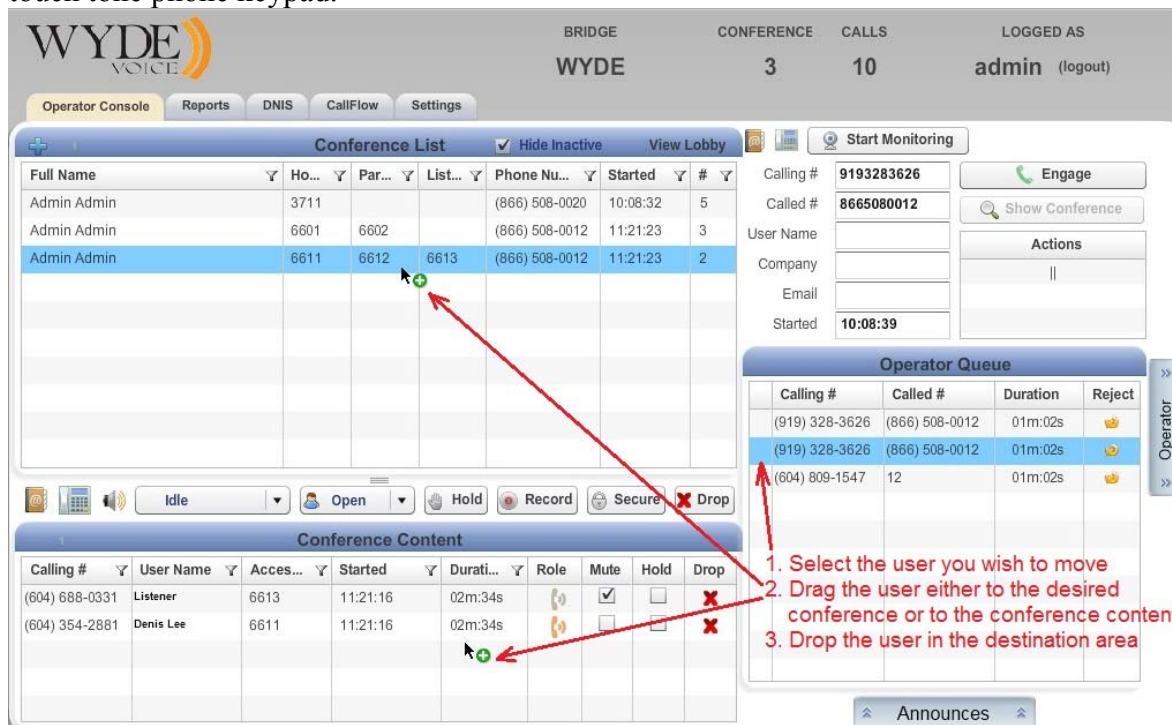 touch tone phone keypad.
WYDE
VOICE
BRIDGE CONFERENCE CALLS LOGGED AS
WYDE 3 10 admin (logout)
Operator Console Reports DNIS CallFlow Settings
Conference List Hide Inactive View Lobby
Full Name Ho... Par... List... Phone Nu... Started #
Admin Admin 3711 (866) 508-0020 10:08:32 5
Admin Admin 6601 6602 (866) 508-0012 11:21:23 3
Admin Admin 6611 6612 6613 (866) 508-0012 11:21:23 2
Start Monitoring
Calling # 9193283626 Engage
Called # 8665080012 Show Conference
User Name
Actions
Company
||
Email
Started 10:08:39
Operator Queue
Calling # Called # Duration Reject
(919) 328-3626 (866) 508-0012 01m:02s
(919) 328-3626 (866) 508-0012 01m:02s
(604) 809-1547 12 01m:02s
Operator
Idle Open Hold Record Secure Drop
Conference Content
Calling # User Name Acces... Started Durati... Role Mute Hold Drop
(604) 688-0331 Listener 6613 11:21:16 02m:34s
(604) 354-2881 Denis Lee 6611 11:21:16 02m:34s
1. Select the user you wish to move
2. Drag the user either to the desired
conference or to the conference conten
3. Drop the user in the destination area
Announces